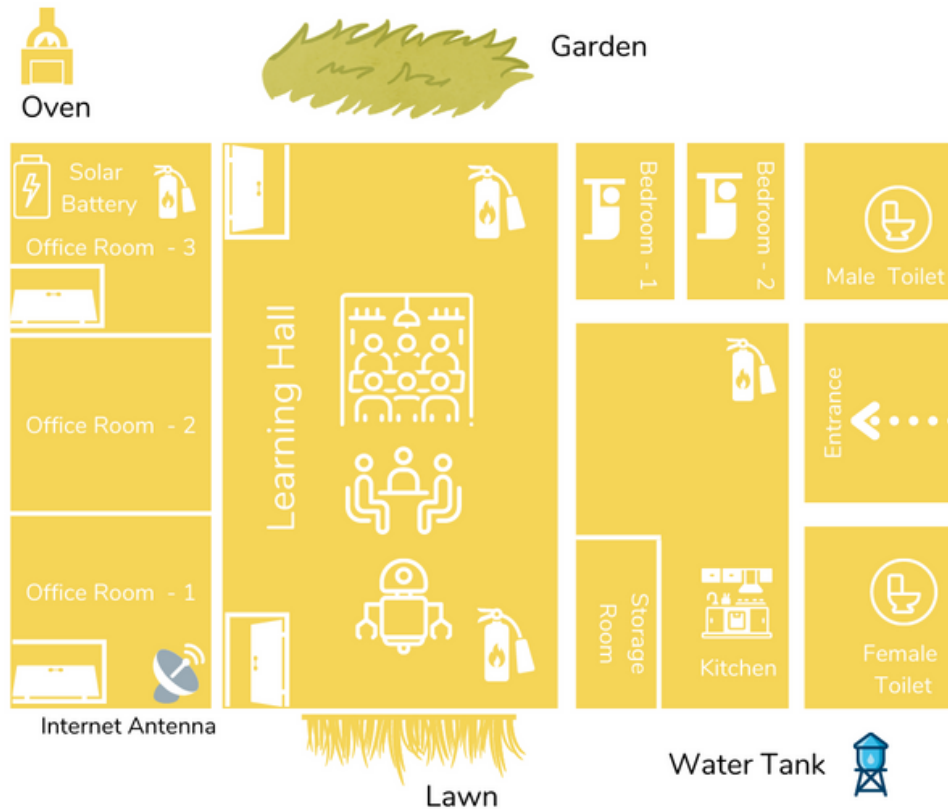 Oven
Garden
Solar
Battery
Office Room - 3
Office Room - 2
Office Room - 1
Internet Antenna
Learning Hall
Lawn
Bedroom - 1
Bedroom - 2
Male Toilet
Entrance
Storage
Room
Kitchen
Female
Toilet
Water Tank